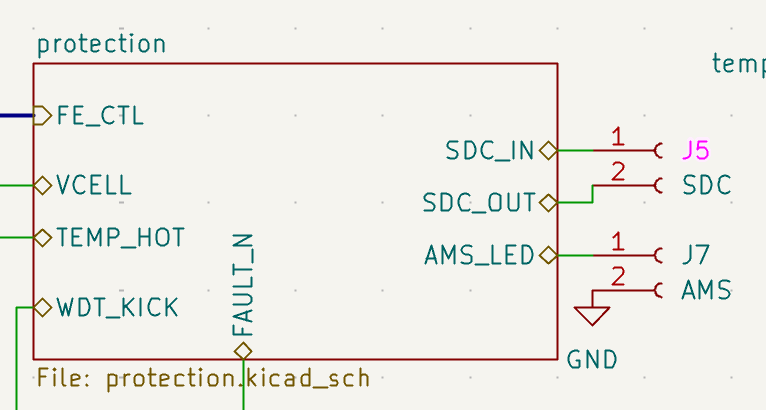 protection
temp
FE_CTL
SDC_IN 1 J5
VCELL SDC_OUT 2 SDC
TEMP_HOT FAULT_N AMS_LED 1 J7
WDT_KICK 2 AMS
GND
File: protection.kicad_sch